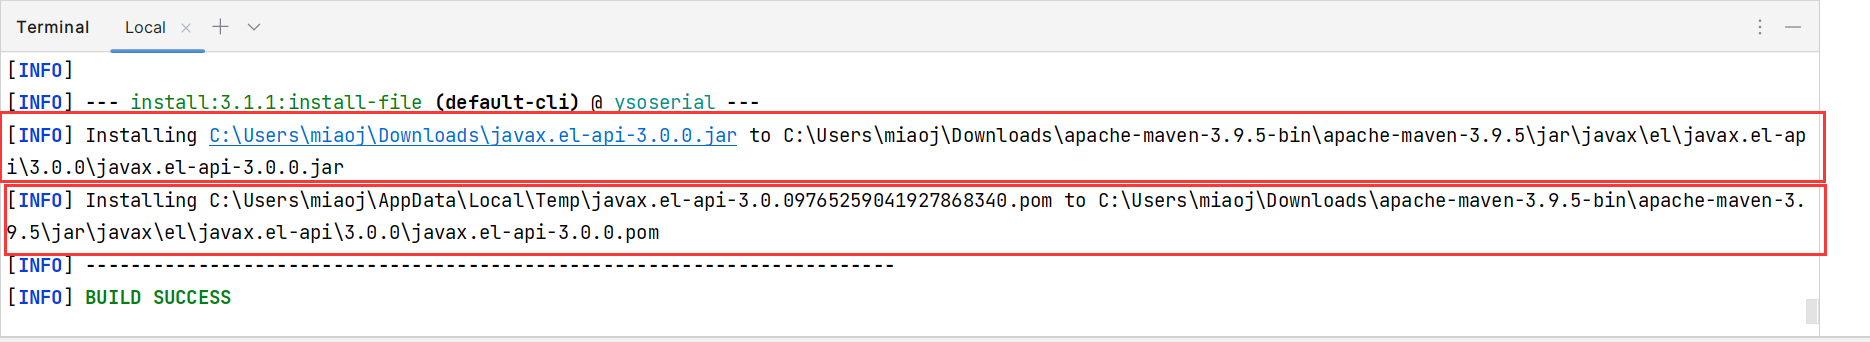 Terminal Local
[INFO]
[INFO] --- install:3.1.1:install-file (default-cli) @ ysoserial ---
[INFO] Installing C:\Users\miaoj\Downloads\javax.el-api-3.0.0.jar to C:\Users\miaoj\Downloads\apache-maven-3.9.5-bin\apache-maven-3.9.5\jar\javax\el\javax.el-ap
i\3.0.0\javax.el-api-3.0.0.jar
[INFO] Installing C:\Users\miaoj\AppData\Local\Temp\javax.el-api-3.0.09765259041927868340.pom to C:\Users\miaoj\Downloads\apache-maven-3.9.5-bin\apache-maven-3.
9.5\jar\javax\el\javax.el-api\3.0.0\javax.el-api-3.0.0.pom
[INFO] ------------------------------------------------------------------------
[INFO] BUILD SUCCESS